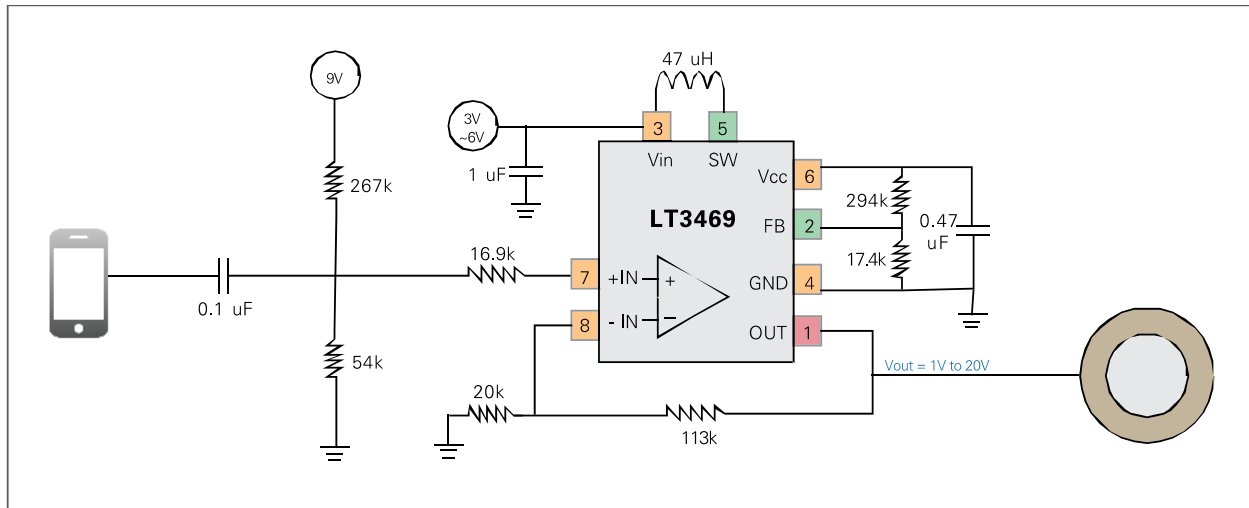 47 uH
9V
3V
~6V
3
5
Vin
SW
1 uF
267k
Vcc
6
294k
LT3469
FB
2
0.47
uF
17.4k
16.9k
7
+IN
+
GND
4
0.1 uF
8
- IN
−
OUT
1
54k
Vout = 1V to 20V
20k
113k